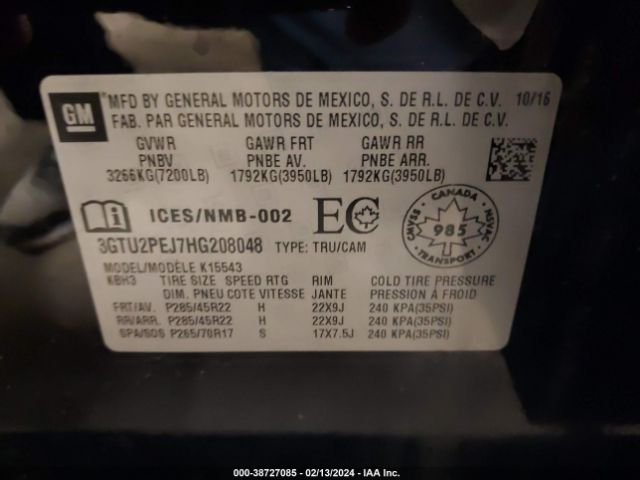 GM
MFD BY GENERAL MOTORS DE MEXICO, S. DE R.L. DE C.V. 10/16
FAB. PAR GENERAL MOTORS DE MEXICO, S. DE R.L. DE C.V.
GVWR GAWR FRT GAWR RR
PNBV PNBE AV. PNBE ARR.
3266KG(7200LB) 1792KG(3950LB) 1792KG(3950LB)
i ICES/NMB-002 EC CANADA CMVSS NSVAC 985 TRANSPORT
3GTU2PEJ7HG208048 TYPE: TRU/CAM
MODEL/MODÈLE K15543
KBH3 TIRE SIZE SPEED RTG RIM COLD TIRE PRESSURE
DIM. PNEU COTE VITESSE JANTE PRESSION À FROID
FRT/AV. P285/45R22 H 22X9J 240 KPA(35PSI)
RR/ARR. P285/45R22 H 22X9J 240 KPA(35PSI)
SPA/SOS P265/70R17 S 17X7.5J 240 KPA(35PSI)
000-38727085 - 02/13/2024 - IAA Inc.